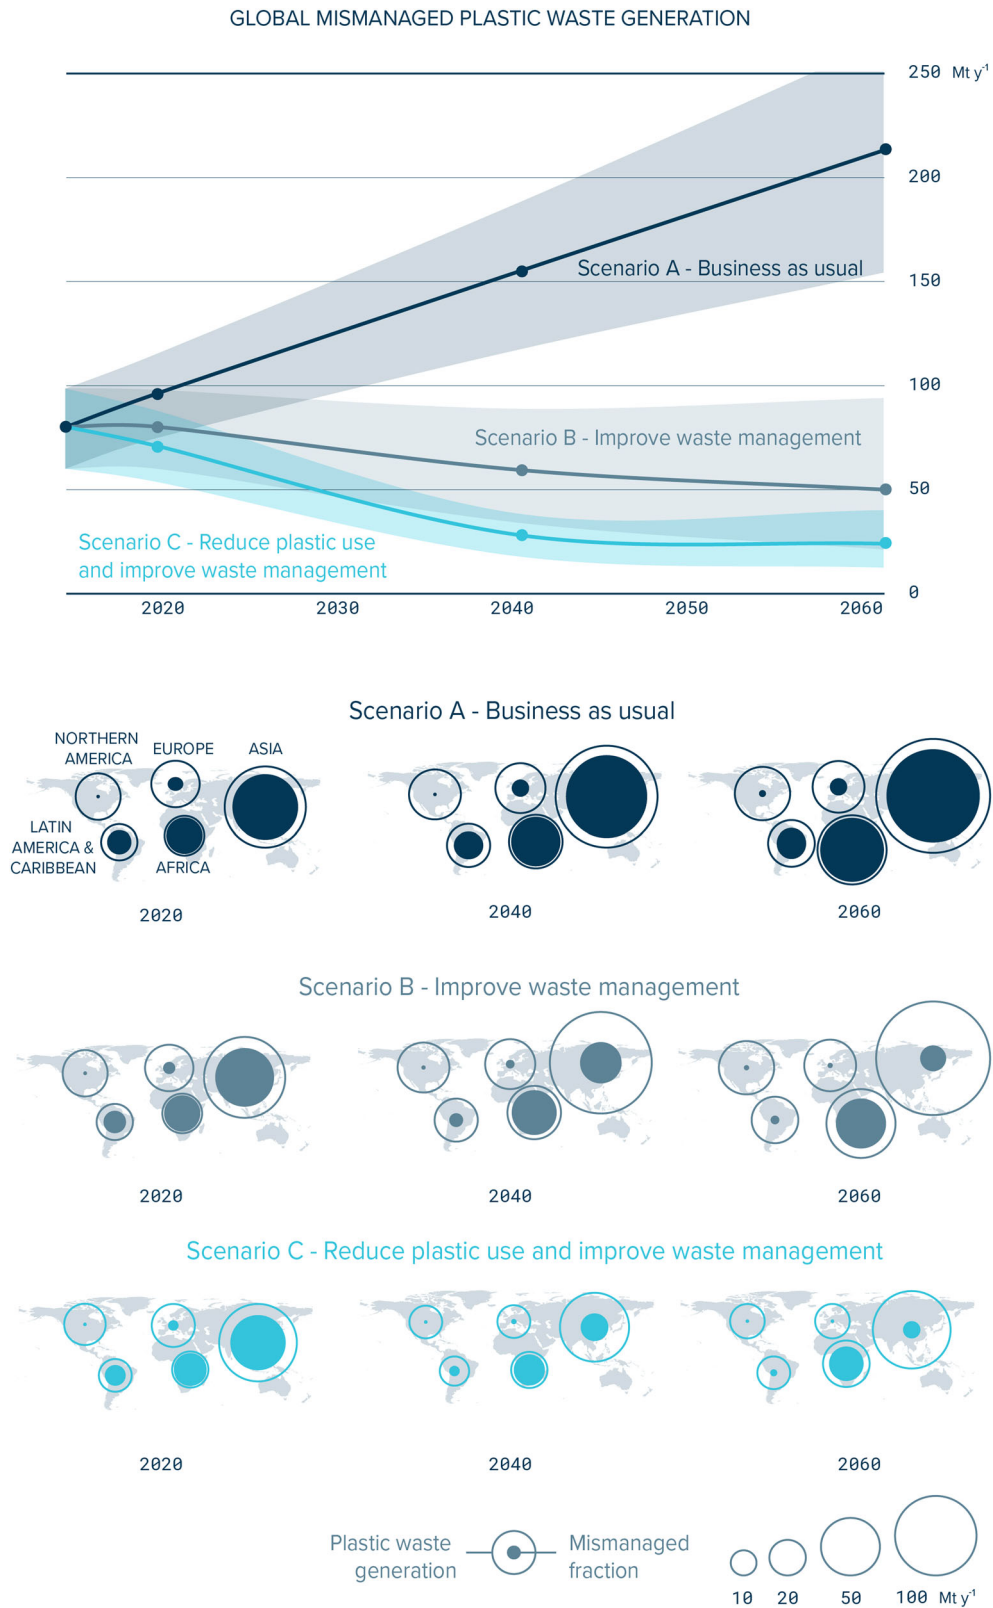 GLOBAL MISMANAGED PLASTIC WASTE GENERATION
250 Mt y-1
200
Scenario A - Business as usual
150
100
Scenario B - Improve waste management
50
Scenario C - Reduce plastic use
and improve waste management
0
2020 2030 2040 2050 2060
Scenario A - Business as usual
NORTHERN
AMERICA
EUROPE
ASIA
LATIN
AMERICA &
CARIBBEAN
AFRICA
2020 2040 2060
Scenario B - Improve waste management
2020 2040 2060
Scenario C - Reduce plastic use and improve waste management
2020 2040 2060
Plastic waste
generation
Mismanaged
fraction
10 20 50 100 Mt y-1